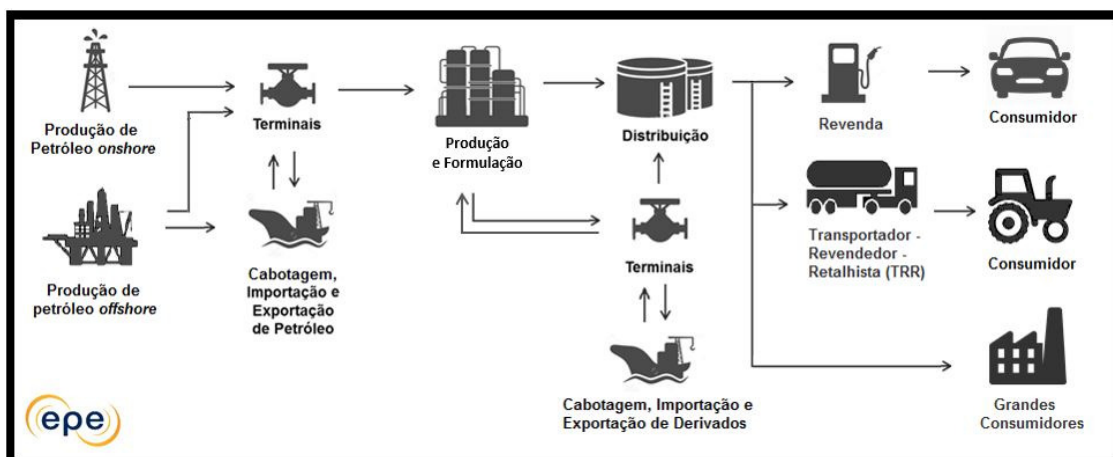 Produção de
Petróleo onshore
Terminais
Produção
e Formulação
Distribuição
Revenda
Consumidor
Produção de
petróleo offshore
Cabotagem,
Importação e
Exportação
de Petróleo
Terminais
Transportador -
Revendedor -
Retalhista (TRR)
Consumidor
Cabotagem, Importação e
Exportação de Derivados
Grandes
Consumidores
epe